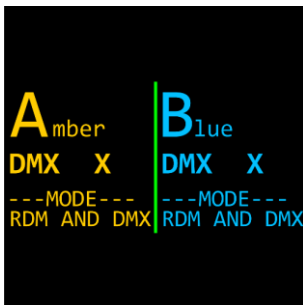 Amber
DMX X
---MODE---
RDM AND DMX
Blue
DMX X
---MODE---
RDM AND DMX